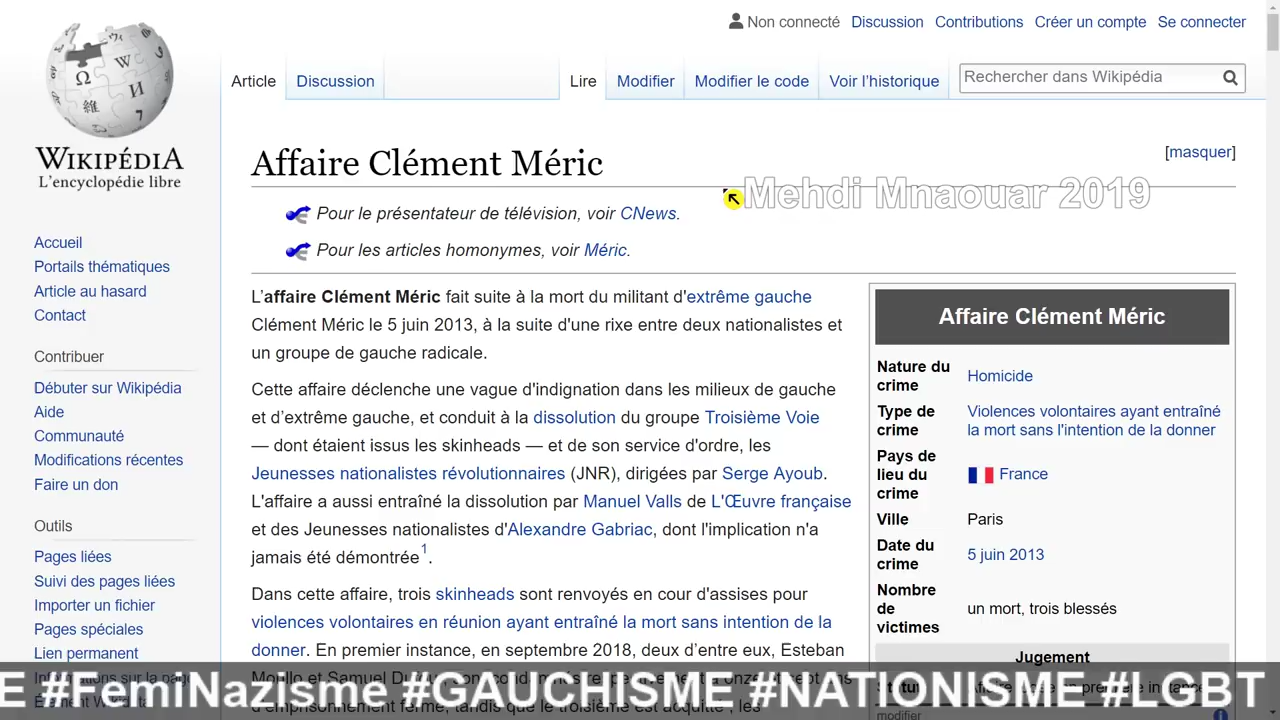 Non connecté Discussion Contributions Créer un compte Se connecter
Article Discussion Lire Modifier Modifier le code Voir l'historique Rechercher dans Wikipédia
WIKIPÉDIA
L'encyclopédie libre
Accueil
Portails thématiques
Article au hasard
Contact
Contribuer
Débuter sur Wikipédia
Aide
Communauté
Modifications récentes
Faire un don
Outils
Pages liées
Suivi des pages liées
Importer un fichier
Pages spéciales
Lien permanent
Informations sur la page
Élément Wikidata
Affaire Clément Méric
[masquer]
Mehdi Mnaouar 2019
Pour le présentateur de télévision, voir CNews.
Pour les articles homonymes, voir Méric.
L'affaire Clément Méric fait suite à la mort du militant d'extrême gauche
Clément Méric le 5 juin 2013, à la suite d'une rixe entre deux nationalistes et
un groupe de gauche radicale.
Cette affaire déclenche une vague d'indignation dans les milieux de gauche
et d’extrême gauche, et conduit à la dissolution du groupe Troisième Voie
— dont étaient issus les skinheads — et de son service d'ordre, les
Jeunesses nationalistes révolutionnaires (JNR), dirigées par Serge Ayoub.
L'affaire a aussi entraîné la dissolution par Manuel Valls de L'Œuvre française
et des Jeunesses nationalistes d'Alexandre Gabriac, dont l'implication n'a
jamais été démontrée1.
Dans cette affaire, trois skinheads sont renvoyés en cour d'assises pour
violences volontaires en réunion ayant entraîné la mort sans intention de la
donner. En premier instance, en septembre 2018, deux d’entre eux, Esteban
Affaire Clément Méric
Nature du crime Homicide
Type de crime Violences volontaires ayant entraîné
la mort sans l'intention de la donner
Pays de lieu du crime France
Ville Paris
Date du crime 5 juin 2013
Nombre de victimes un mort, trois blessés
Jugement
modifier
E #FemiNazisme #GAUCHISME #NATIONISME #LGBT